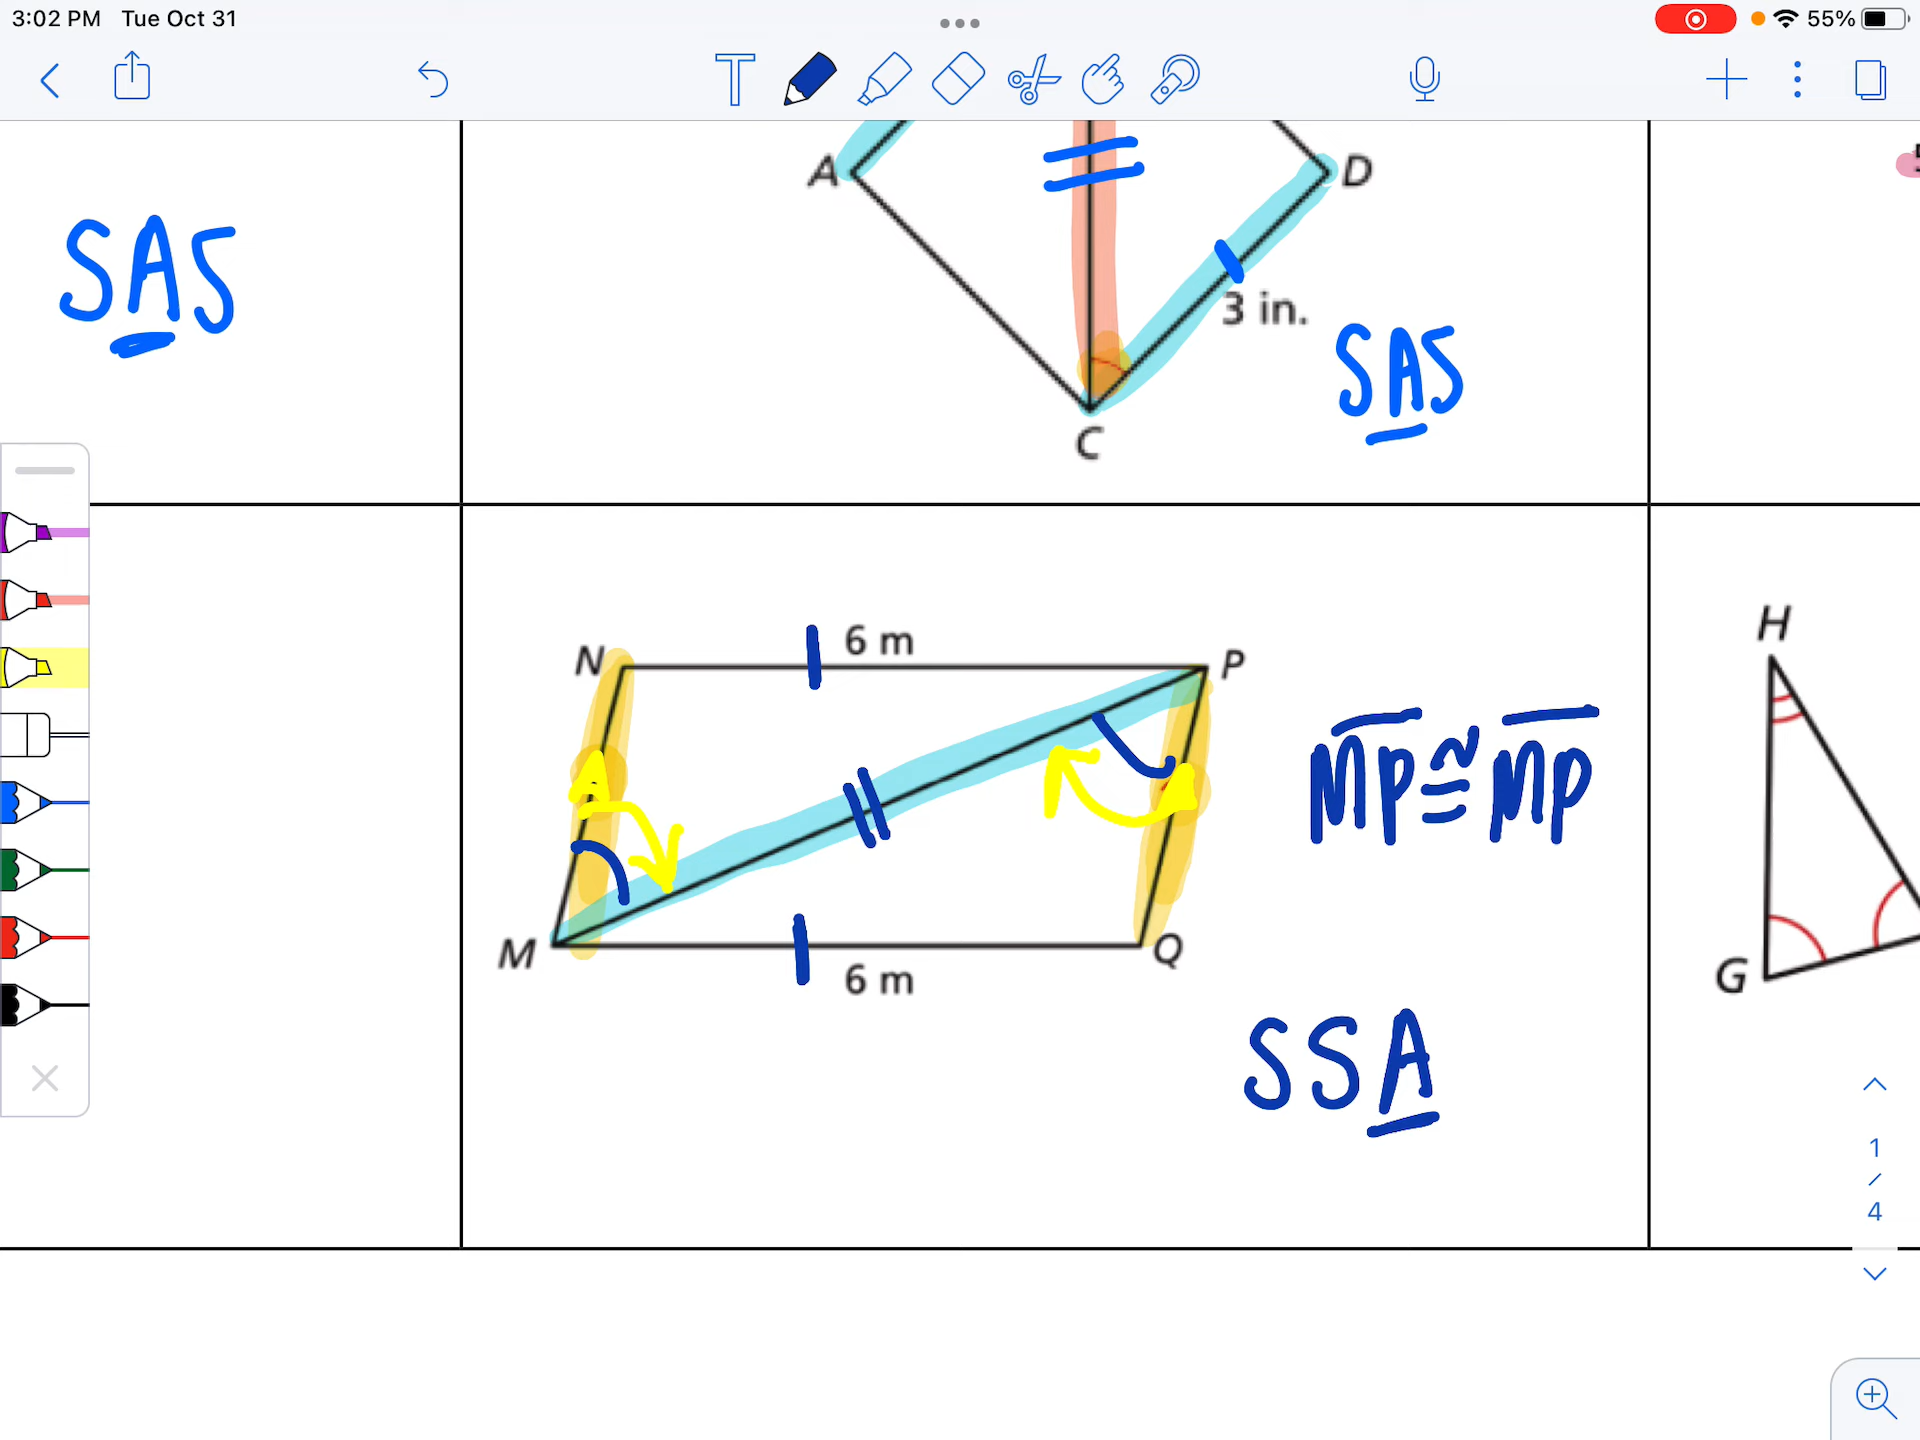 3:02 PM Tue Oct 31
55%
T
A
D
SAS
3 in.
SAS
C
N
6 m
P
H
MP ≅ MP
M
Q
6 m
G
SSA
1
/
4